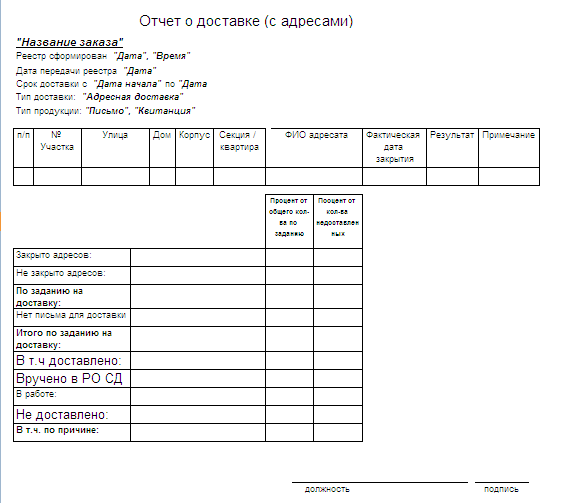 Отчет о доставке (с адресами)
"Название заказа"
Реестр сформирован "Дата", "Время"
Дата передачи реестра "Дата"
Срок доставки с "Дата начала" по "Дата
Тип доставки: "Адресная доставка"
Тип продукции: "Письмо", "Квитанция"
п/п № Участка Улица Дом Корпус Секция / квартира ФИО адресата Фактическая дата закрытия Результат Примечание
Процент от общего кол-ва по заданию
Поцент от кол-ва недоставленных
Закрыто адресов:
Не закрыто адресов:
По заданию на
доставку:
Нет письма для доставки
Итого по заданию на
доставку:
В т.ч доставлено:
Вручено в РО СД
В работе:
Не доставлено:
В т.ч. по причине:
должность подпись